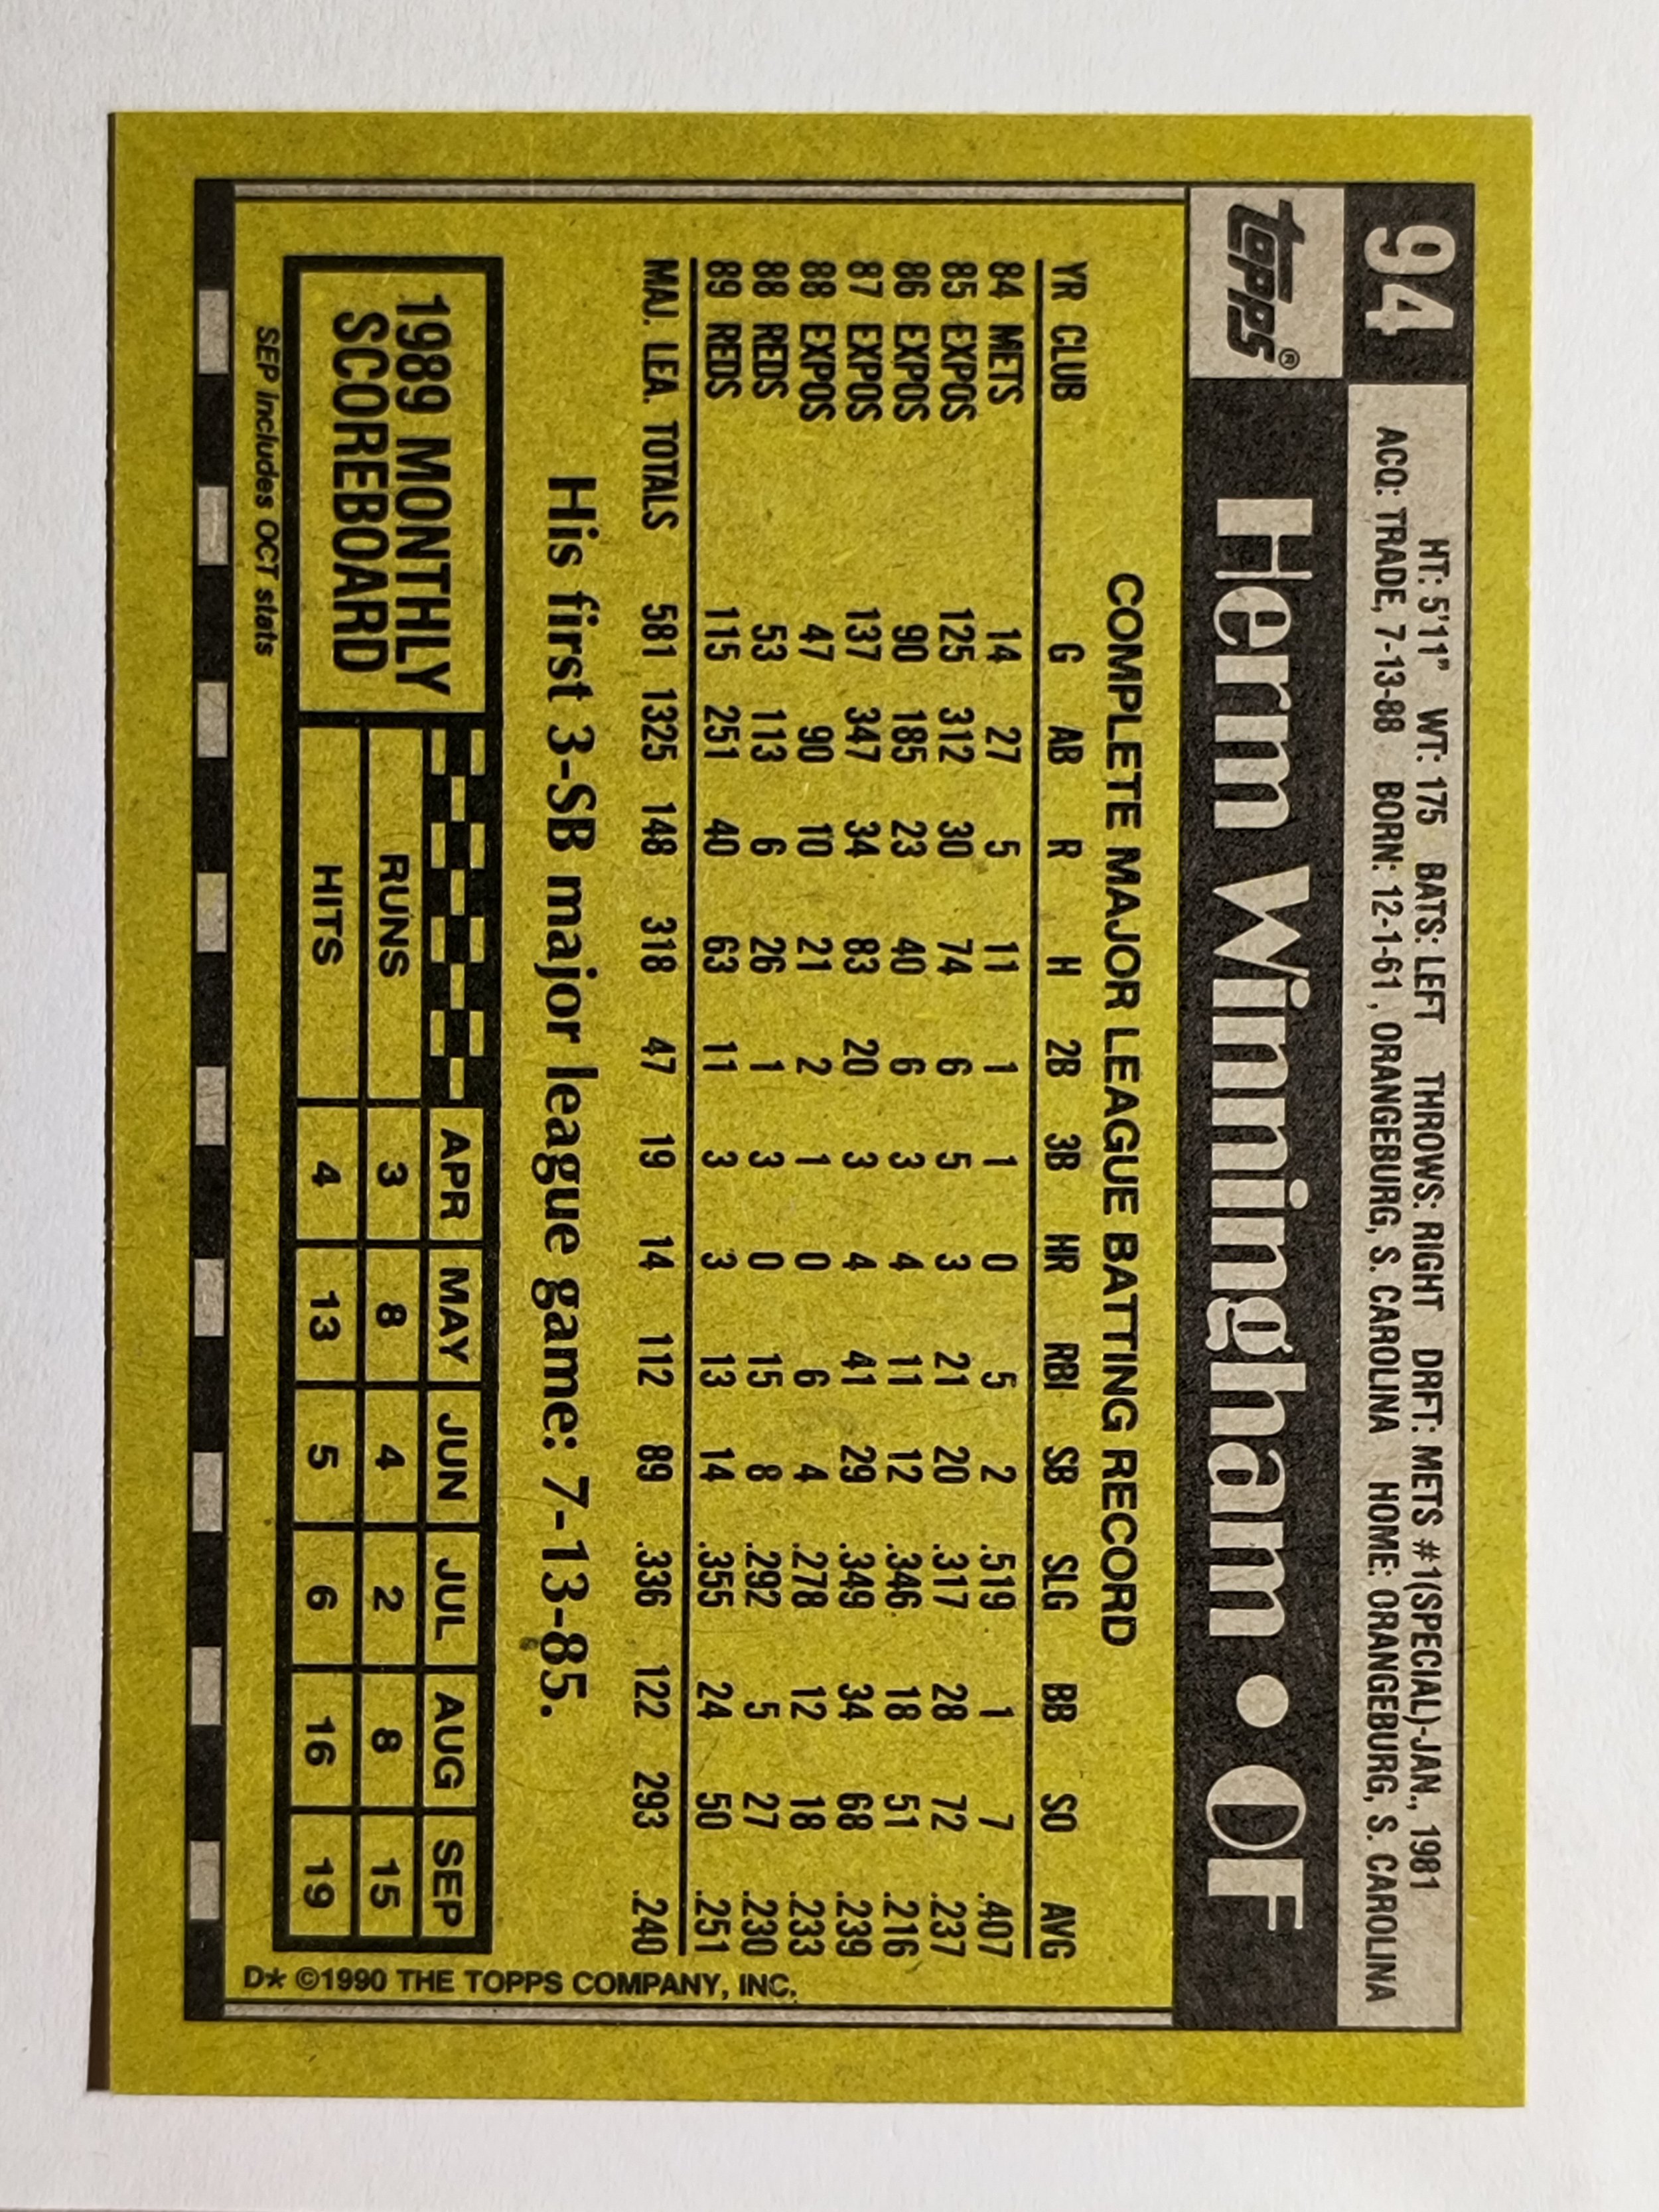 94
HT: 5'11" WT: 175 BATS: LEFT THROWS: RIGHT DRFT: METS #1(SPECIAL)-JAN., 1981
ACQ: TRADE, 7-13-88 BORN: 12-1-61, ORANGEBURG, S. CAROLINA HOME: ORANGEBURG, S. CAROLINA
topps® Herm Winningham • OF
COMPLETE MAJOR LEAGUE BATTING RECORD
YR CLUB G AB R H 2B 3B HR RBI SB SLG BB SO AVG
84 METS 14 27 5 11 1 1 0 5 2 .519 1 7 .407
85 EXPOS 125 312 30 74 6 5 3 21 20 .317 28 72 .237
86 EXPOS 90 185 23 40 6 3 4 11 12 .346 18 51 .216
87 EXPOS 137 347 34 83 20 3 4 41 29 .349 34 68 .239
88 EXPOS 47 90 10 21 2 1 0 6 4 .278 12 18 .233
88 REDS 53 113 6 26 1 3 0 15 8 .292 5 27 .230
89 REDS 115 251 40 63 11 3 3 13 14 .355 24 50 .251
MAJ. LEA. TOTALS 581 1325 148 318 47 19 14 112 89 .336 122 293 .240
His first 3-SB major league game: 7-13-85.
1989 MONTHLY
SCOREBOARD
APR MAY JUN JUL AUG SEP
RUNS 3 8 4 2 8 15
HITS 4 13 5 6 16 19
SEP includes OCT stats
D* ©1990 THE TOPPS COMPANY, INC.